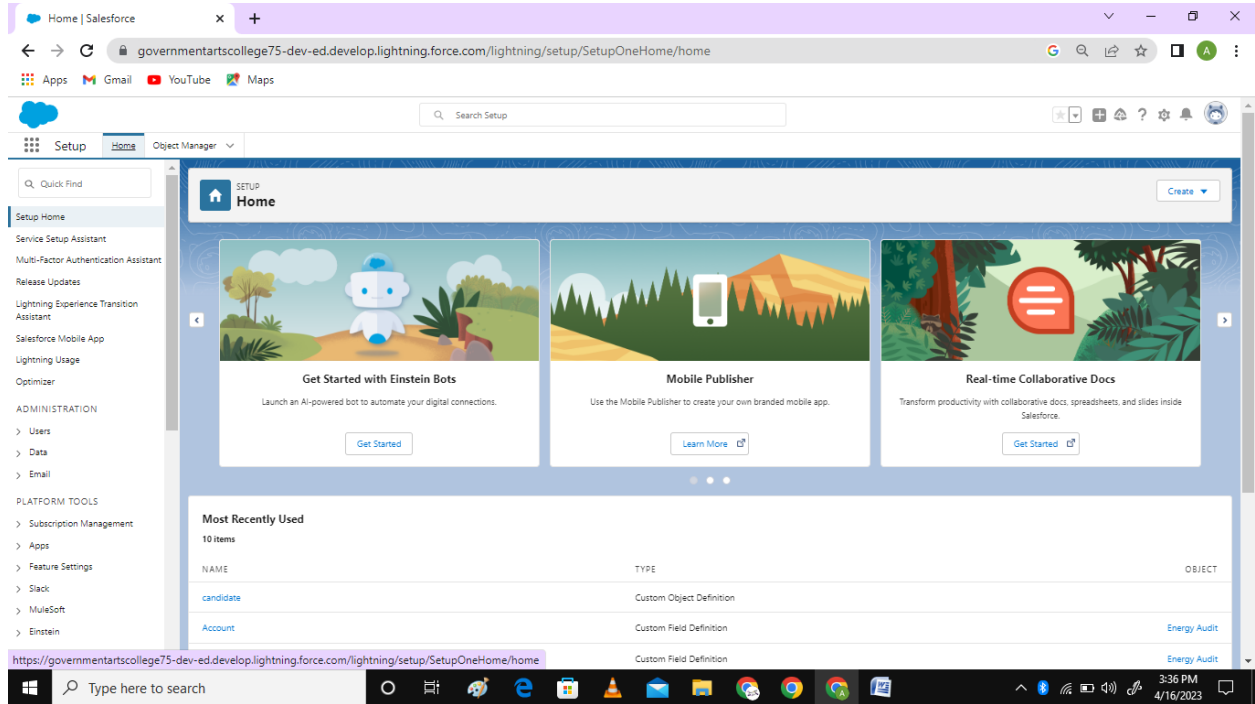 Home | Salesforce
governmentartscollege75-dev-ed.develop.lightning.force.com/lightning/setup/SetupOneHome/home
G
A
Apps Gmail YouTube Maps
Search Setup
?
Setup Home Object Manager
Quick Find
Setup Home
Service Setup Assistant
Multi-Factor Authentication Assistant
Release Updates
Lightning Experience Transition
Assistant
Salesforce Mobile App
Lightning Usage
Optimizer
ADMINISTRATION
Users
Data
Email
PLATFORM TOOLS
Subscription Management
Apps
Feature Settings
Slack
MuleSoft
Einstein
SETUP
Home
Create
Get Started with Einstein Bots
Launch an AI-powered bot to automate your digital connections.
Get Started
Mobile Publisher
Use the Mobile Publisher to create your own branded mobile app.
Learn More
Real-time Collaborative Docs
Transform productivity with collaborative docs, spreadsheets, and slides inside
Salesforce.
Get Started
Most Recently Used
10 items
NAME TYPE OBJECT
candidate Custom Object Definition
Account Custom Field Definition Energy Audit
Custom Field Definition Energy Audit
https://governmentartscollege75-dev-ed.develop.lightning.force.com/lightning/setup/SetupOneHome/home
Type here to search
3:36 PM
4/16/2023